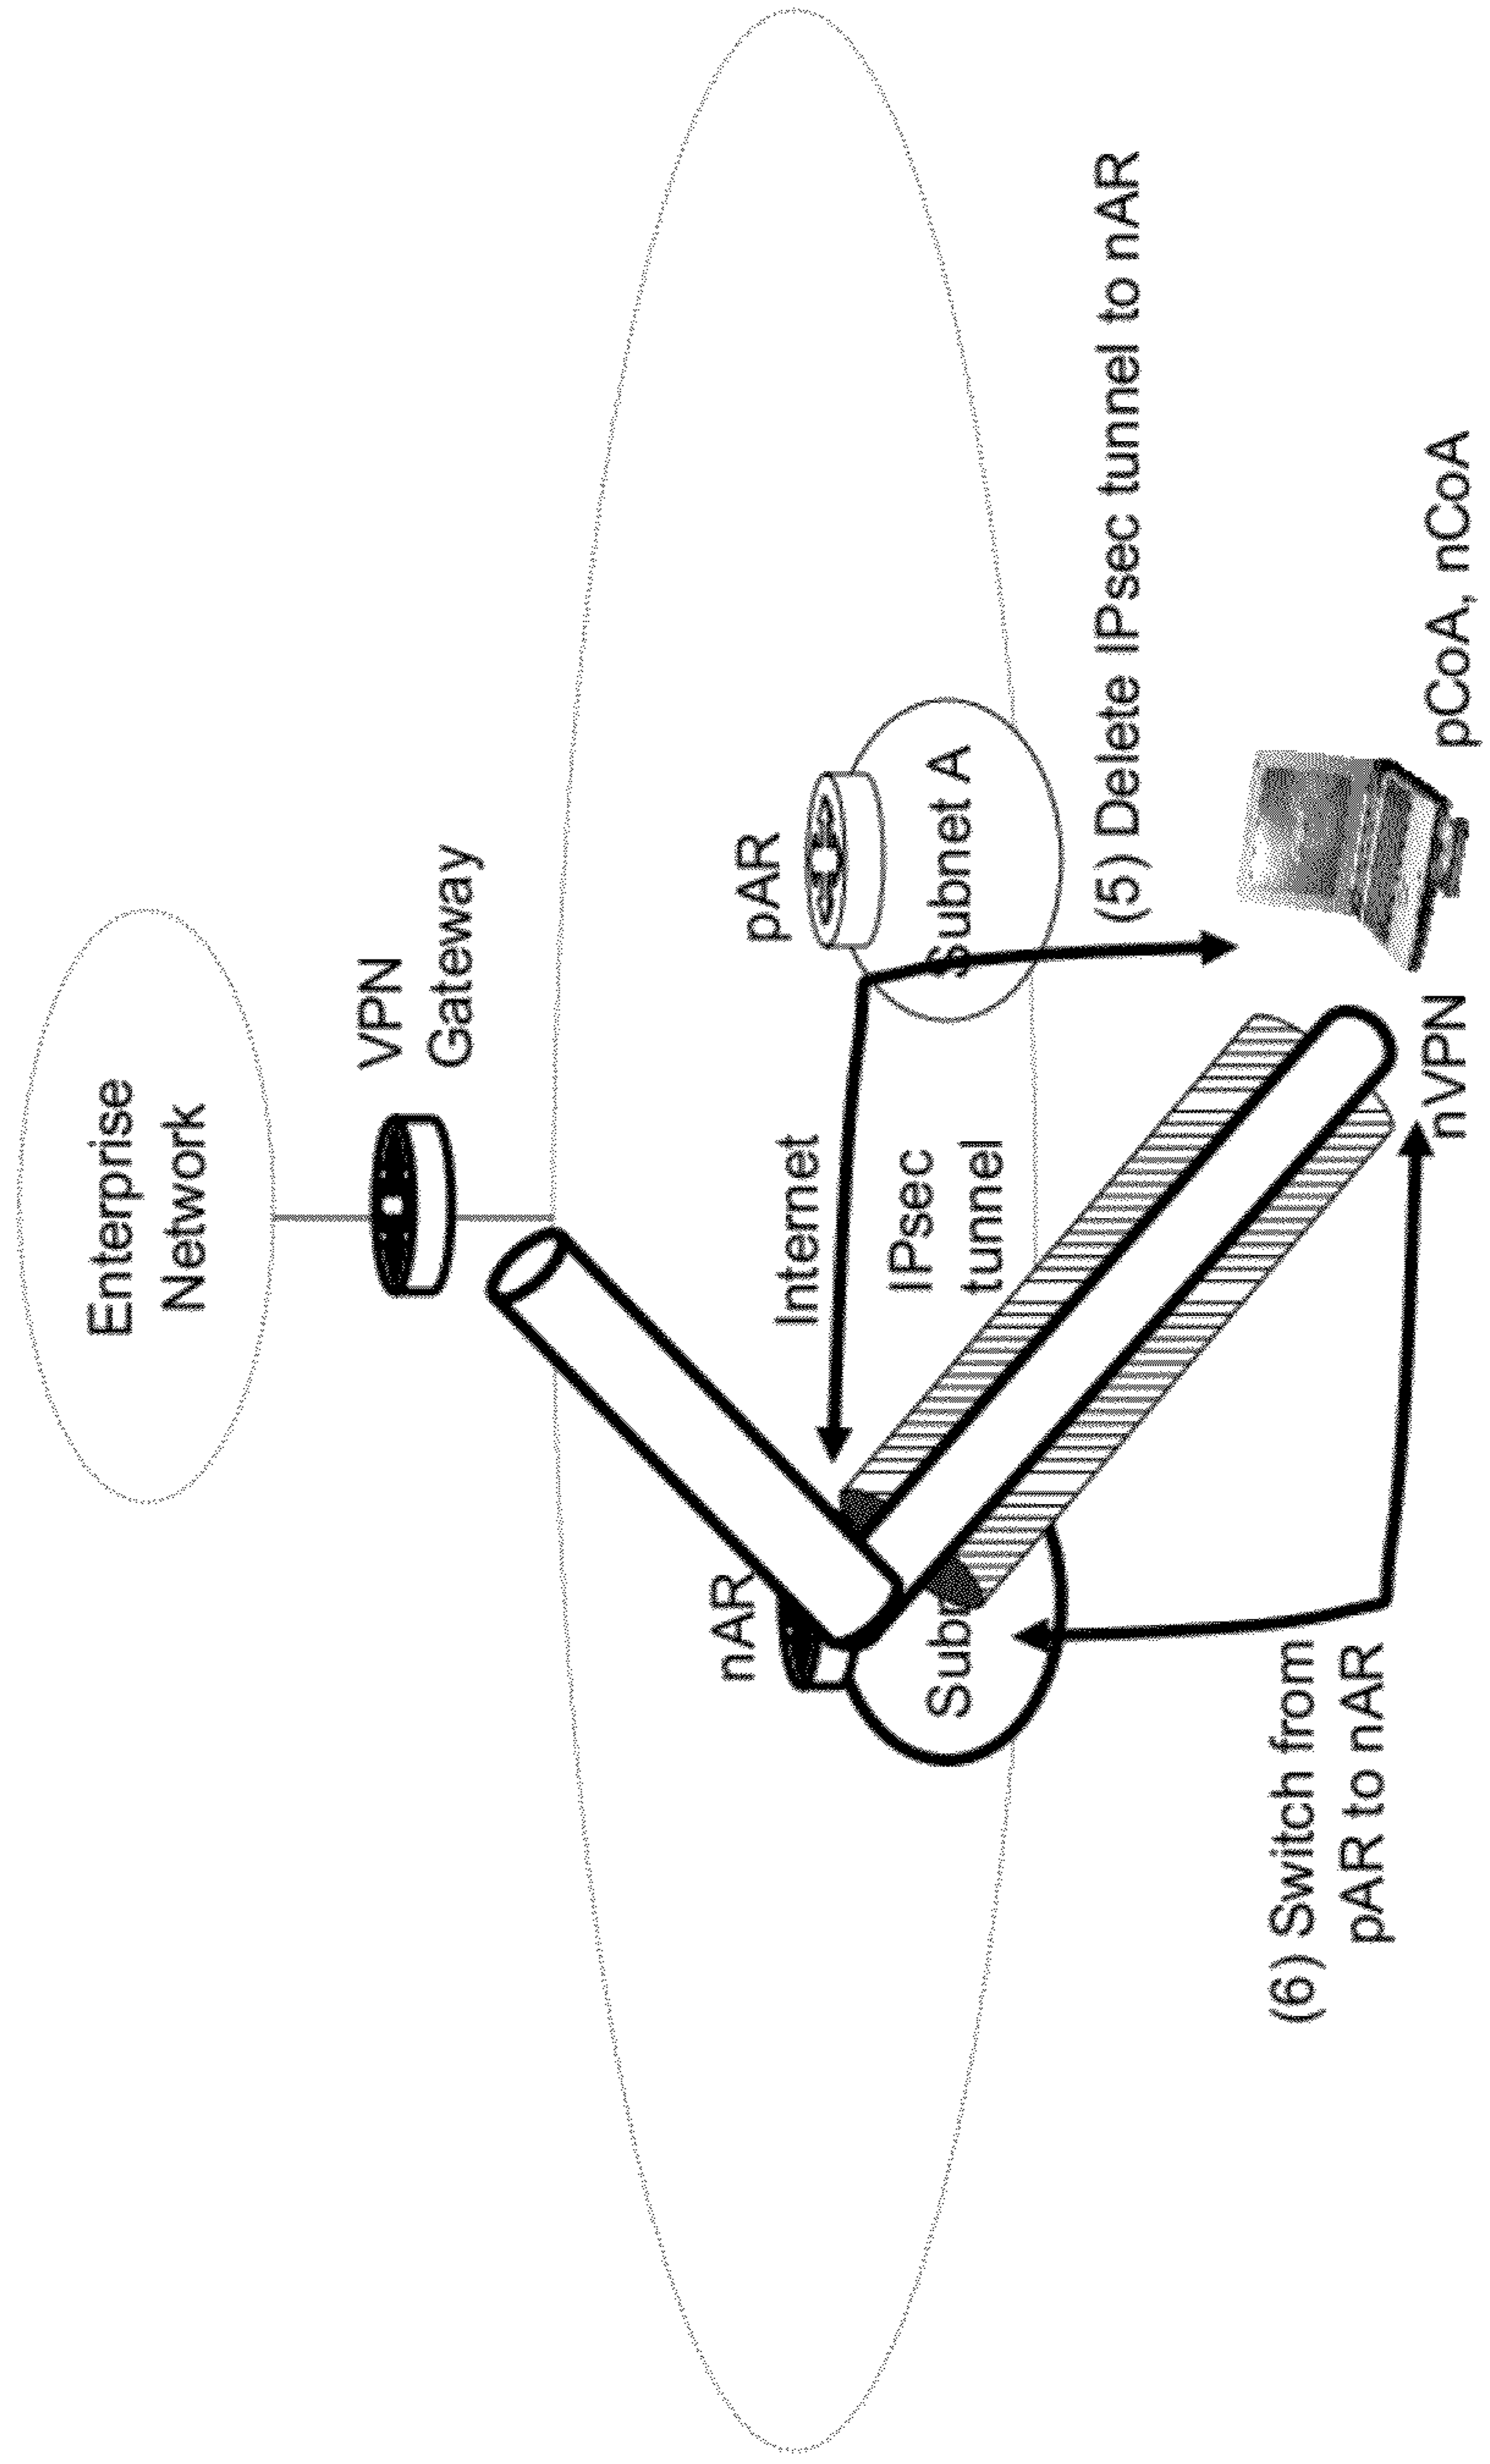 Enterprise
Network
VPN
Gateway
nAR
Internet
pAR
IPsec
tunnel
Subnet A
(5) Delete IPsec tunnel to nAR
(6) Switch from
pAR to nAR
nVPN
pCoA, nCoA